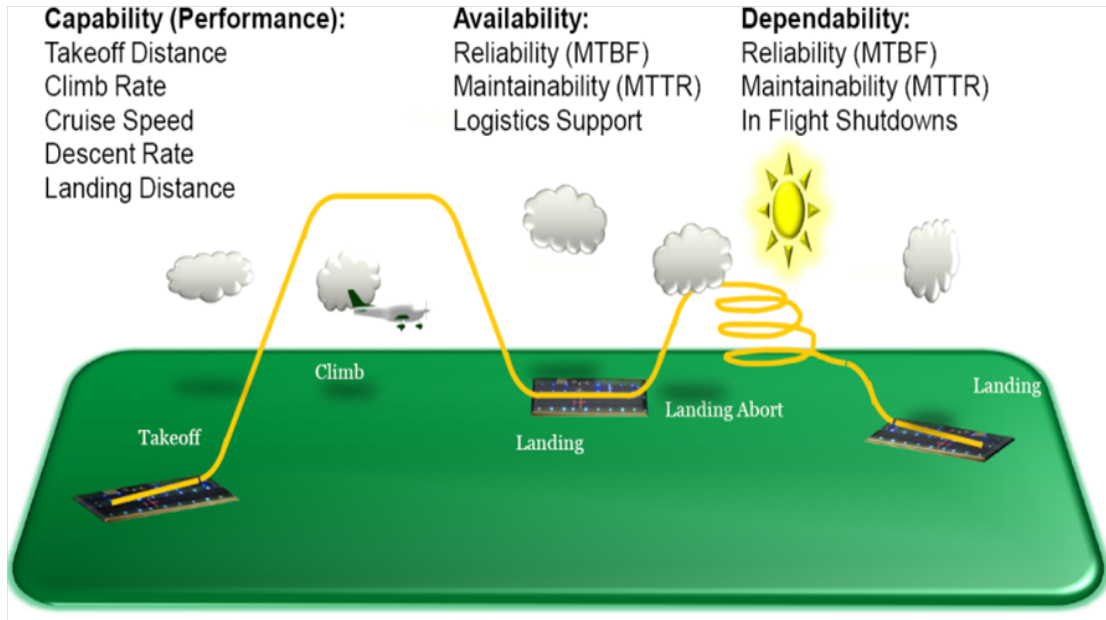 Capability (Performance):
Takeoff Distance
Climb Rate
Cruise Speed
Descent Rate
Landing Distance
Availability:
Reliability (MTBF)
Maintainability (MTTR)
Logistics Support
Dependability:
Reliability (MTBF)
Maintainability (MTTR)
In Flight Shutdowns
Climb
Takeoff
Landing
Landing Abort
Landing